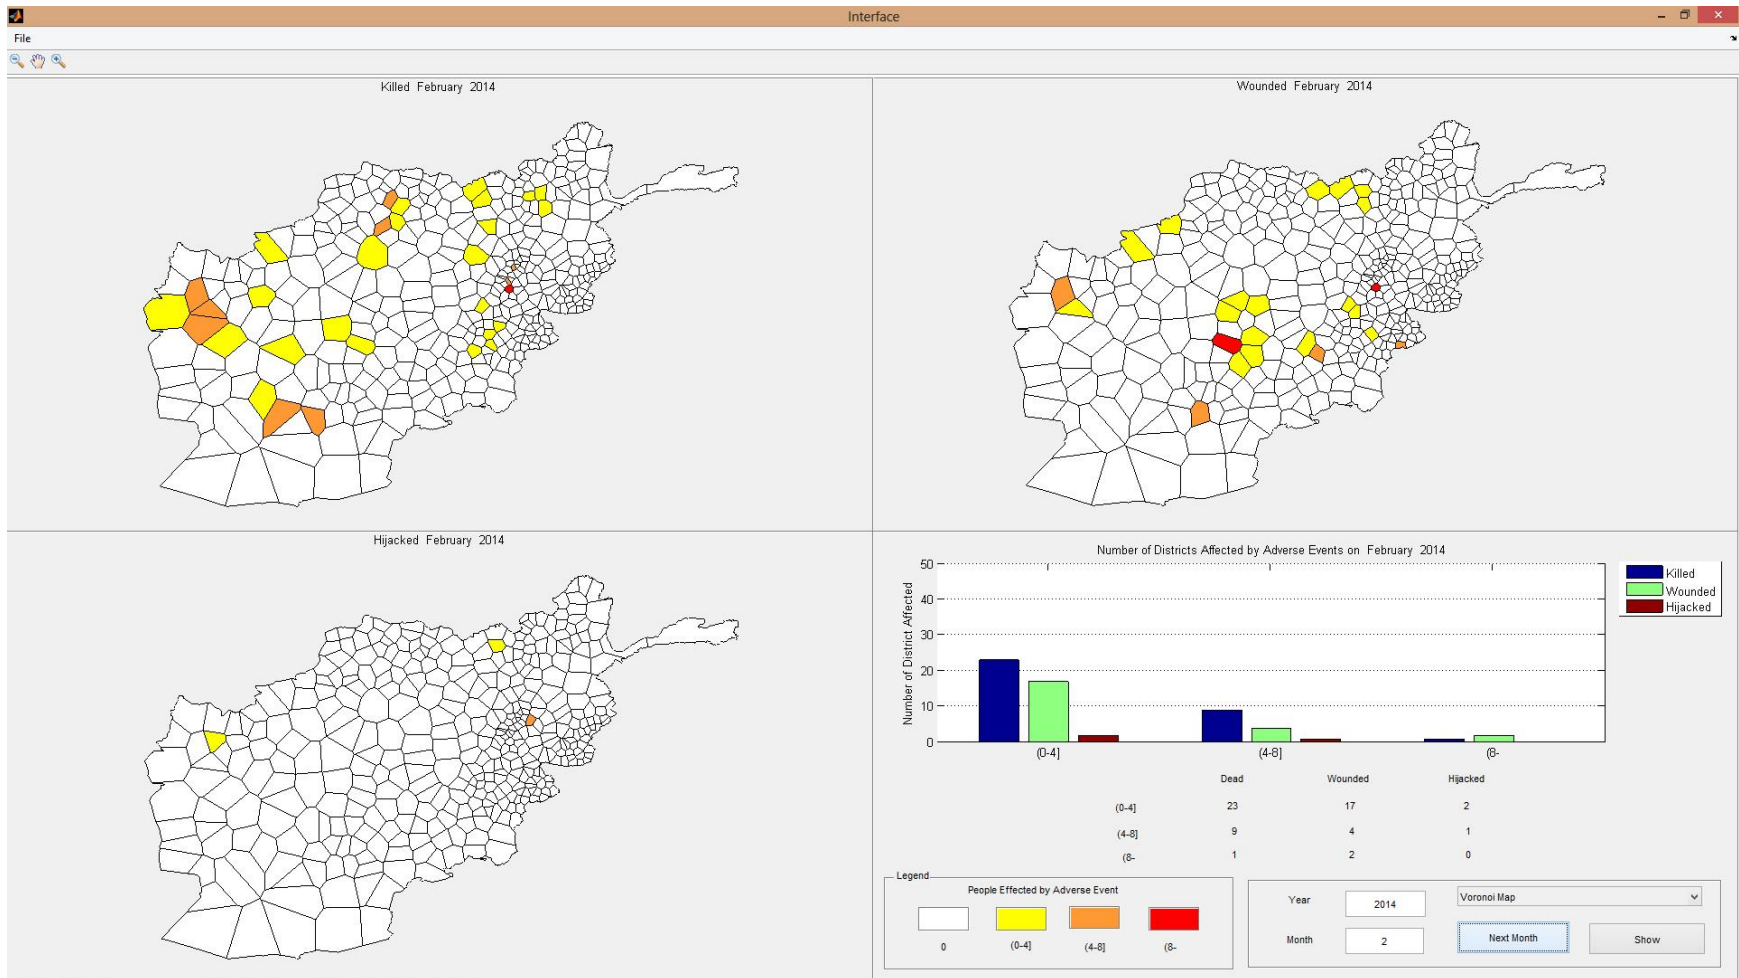 Interface
File
Killed February 2014
Wounded February 2014
Hijacked February 2014
Number of Districts Affected by Adverse Events on February 2014
Number of District Affected
50
40
30
20
10
0
(0-4]
(4-8]
(8-
Killed
Wounded
Hijacked
Dead Wounded Hijacked
(0-4] 23 17 2
(4-8] 9 4 1
(8- 1 2 0
Legend
People Effected by Adverse Event
0 (0-4] (4-8] (8-
Year 2014 Voronoi Map
Month 2 Next Month Show